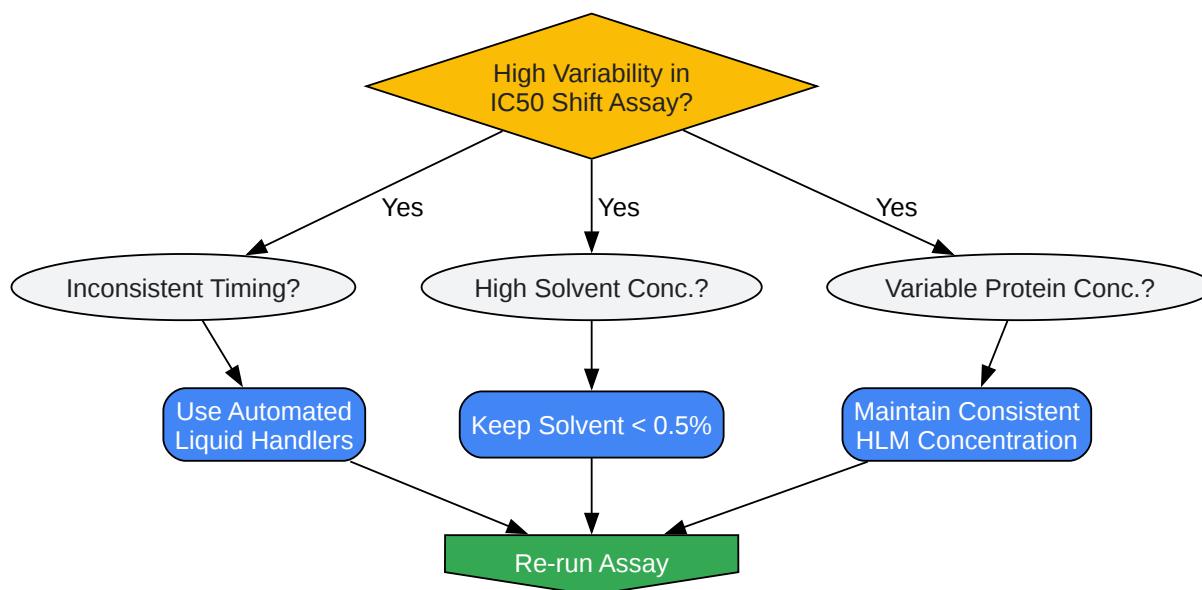 High Variability in
IC50 Shift Assay?
Yes
Yes
Yes
Inconsistent Timing?
High Solvent Conc.?
Variable Protein Conc.?
Use Automated
Liquid Handlers
Keep Solvent < 0.5%
Maintain Consistent
HLM Concentration
Re-run Assay